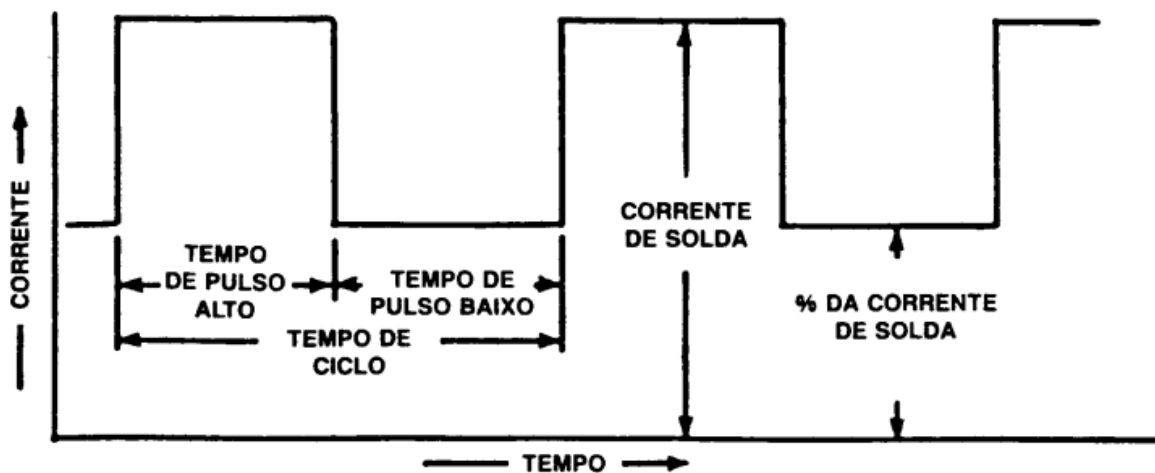 CORRENTE
TEMPO
DE PULSO
ALTO
TEMPO DE
PULSO BAIXO
TEMPO DE
CICLO
CORRENTE
DE SOLDA
% DA CORRENTE
DE SOLDA
TEMPO